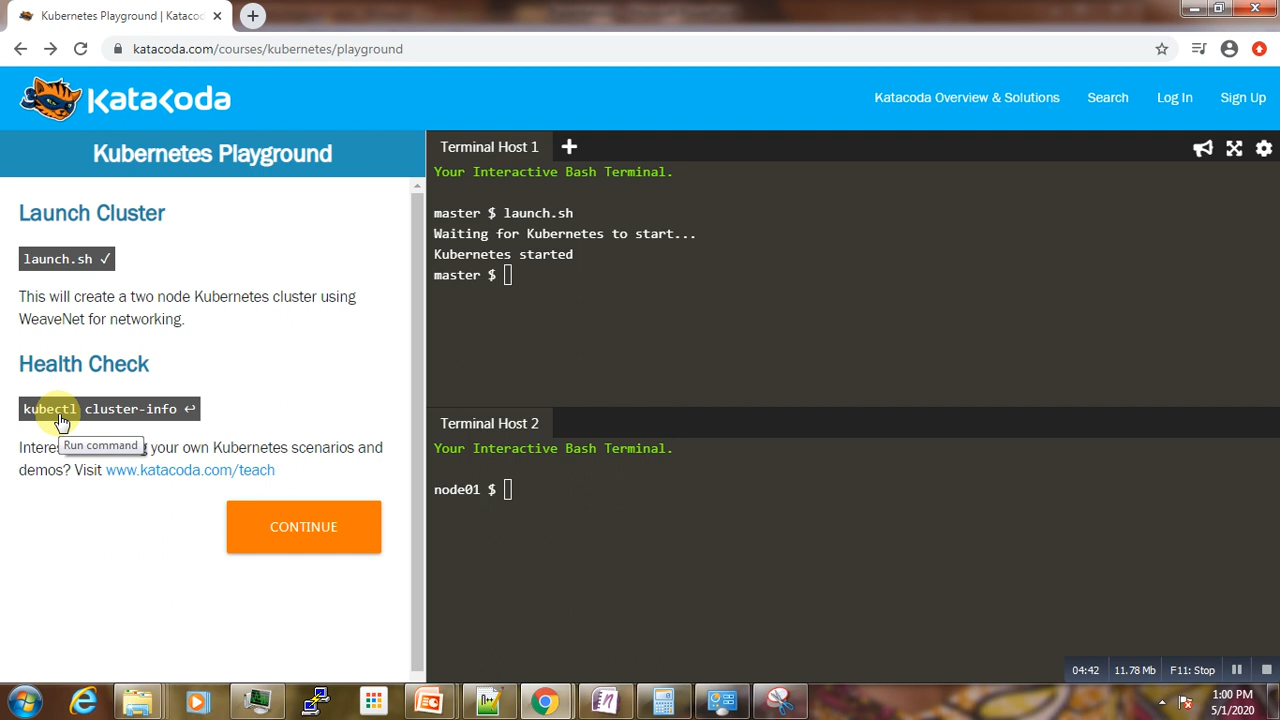 Kubernetes Playground | Katacod
katacoda.com/courses/kubernetes/playground
Katacoda
Katacoda Overview & Solutions
Search
Log In
Sign Up
Kubernetes Playground
Launch Cluster
launch.sh ✓
This will create a two node Kubernetes cluster using
WeaveNet for networking.
Health Check
kubectl cluster-info ↩
Run command
your own Kubernetes scenarios and
demos? Visit www.katacoda.com/teach
CONTINUE
Terminal Host 1
Your Interactive Bash Terminal.
master $ launch.sh
Waiting for Kubernetes to start...
Kubernetes started
master $
Terminal Host 2
Your Interactive Bash Terminal.
node01 $
04:42 11.78 Mb F11: Stop
1:00 PM
5/1/2020